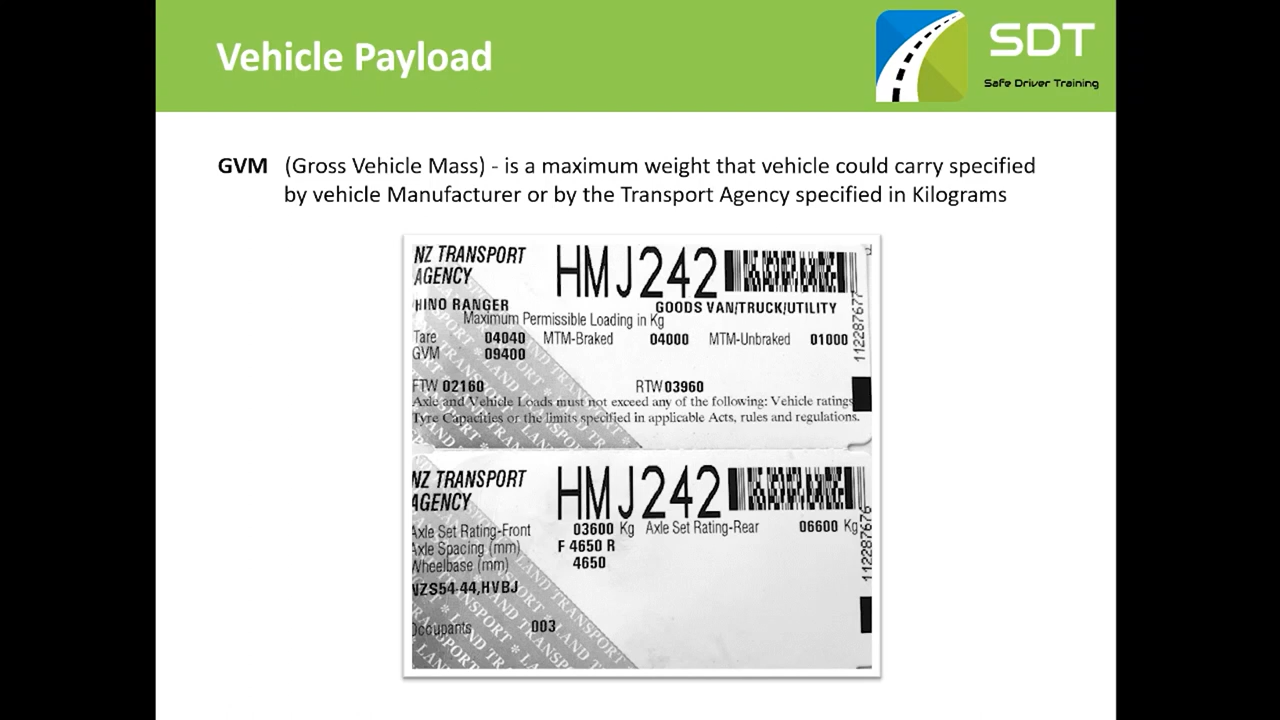 Vehicle Payload
SDT
Safe Driver Training
GVM (Gross Vehicle Mass) - is a maximum weight that vehicle could carry specified
by vehicle Manufacturer or by the Transport Agency specified in Kilograms
NZ TRANSPORT
AGENCY
HMJ242
HINO RANGER
GOODS VAN/TRUCK/UTILITY
Maximum Permissible Loading in Kg
Tare 04040 MTM-Braked 04000 MTM-Unbraked 01000
GVM 09400
FTW 02160 RTW 03960
Axle and Vehicle Loads must not exceed any of the following: Vehicle ratings
Tyre Capacities or the limits specified in applicable Acts, rules and regulations.
112287677
NZ TRANSPORT
AGENCY
HMJ242
Axle Set Rating-Front 03600 Kg Axle Set Rating-Rear 06600 Kg
Axle Spacing (mm) F 4650 R
Wheelbase (mm) 4650
NZS54-44,HVBJ
Occupants 003
112287676